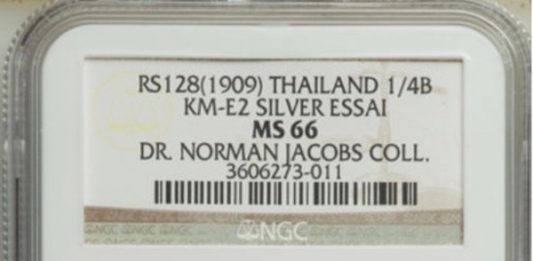 RS128(1909) THAILAND 1/4B
KM-E2 SILVER ESSAI
MS 66
DR. NORMAN JACOBS COLL.
3606273-011
NGC